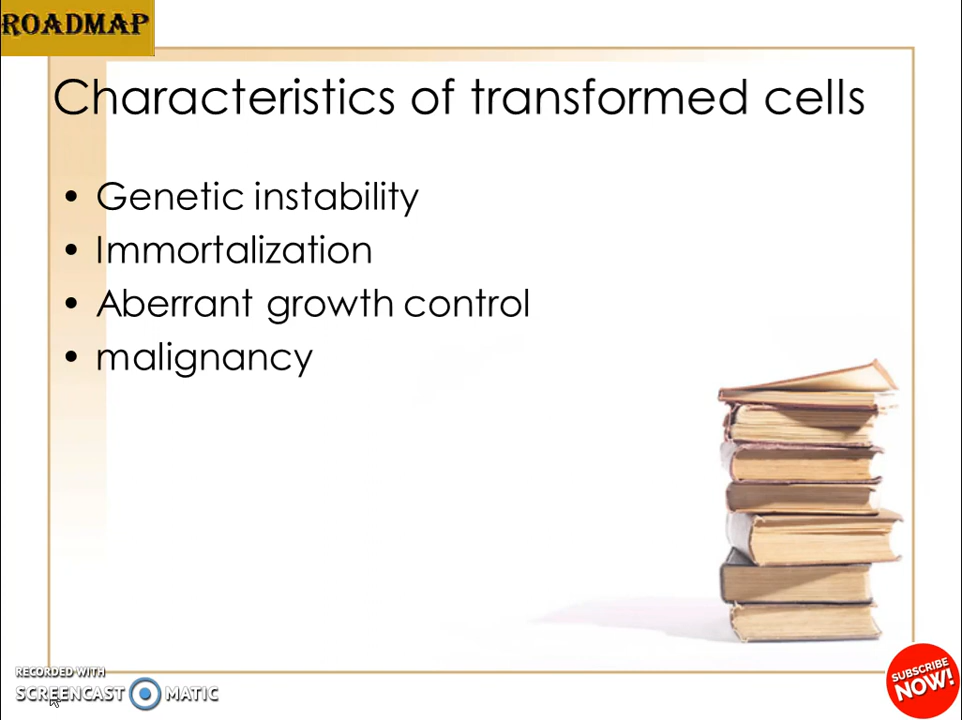 ROADMAP
Characteristics of transformed cells
• Genetic instability
• Immortalization
• Aberrant growth control
• malignancy
RECORDED WITH
SCREENCAST MATIC
SUBSCRIBE
NOW!